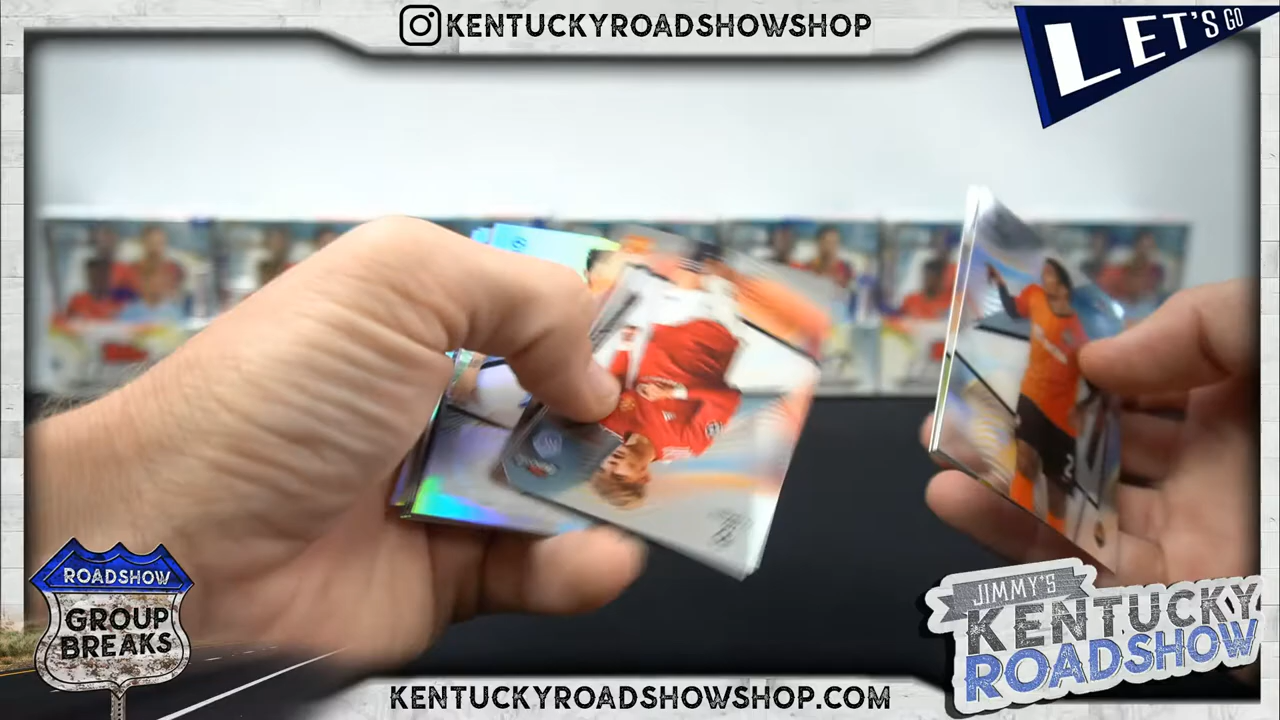 KENTUCKYROADSHOWSHOP
LET'S GO
ROADSHOW
GROUP
BREAKS
JIMMY'S
KENTUCKY
ROADSHOW
KENTUCKYROADSHOWSHOP.COM